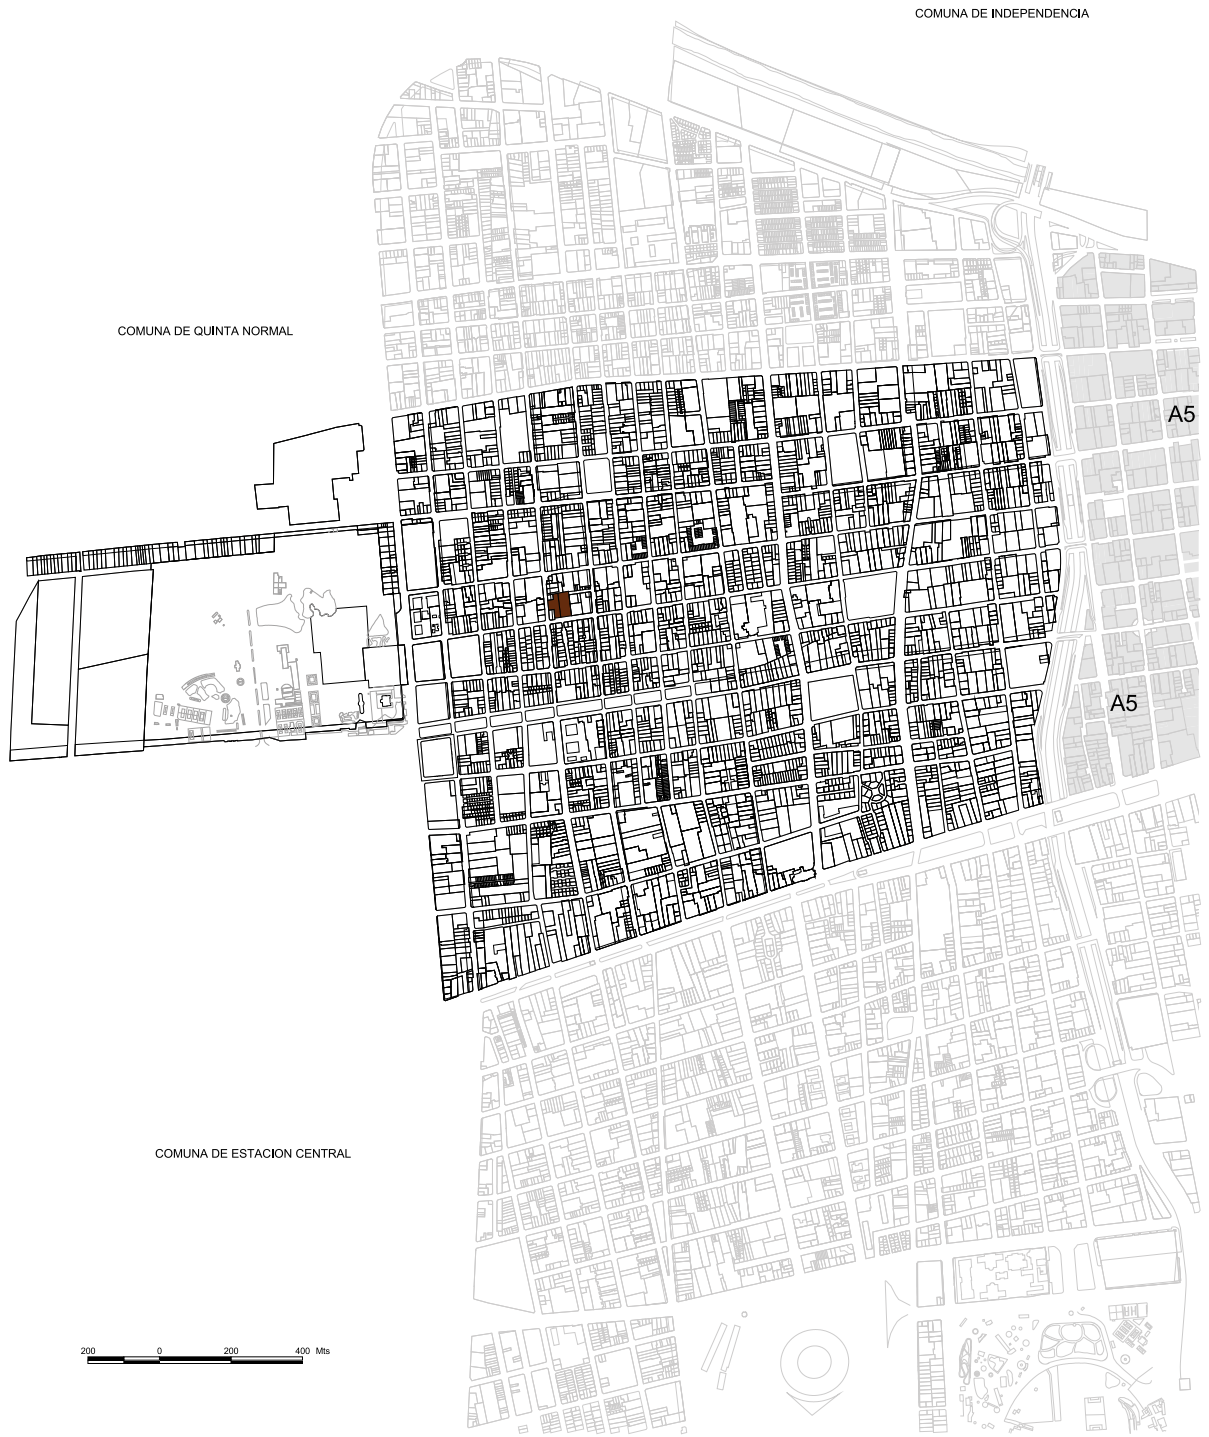 COMUNA DE INDEPENDENCIA
COMUNA DE QUINTA NORMAL
A5
A5
COMUNA DE ESTACION CENTRAL
200 0 200 400 Mts